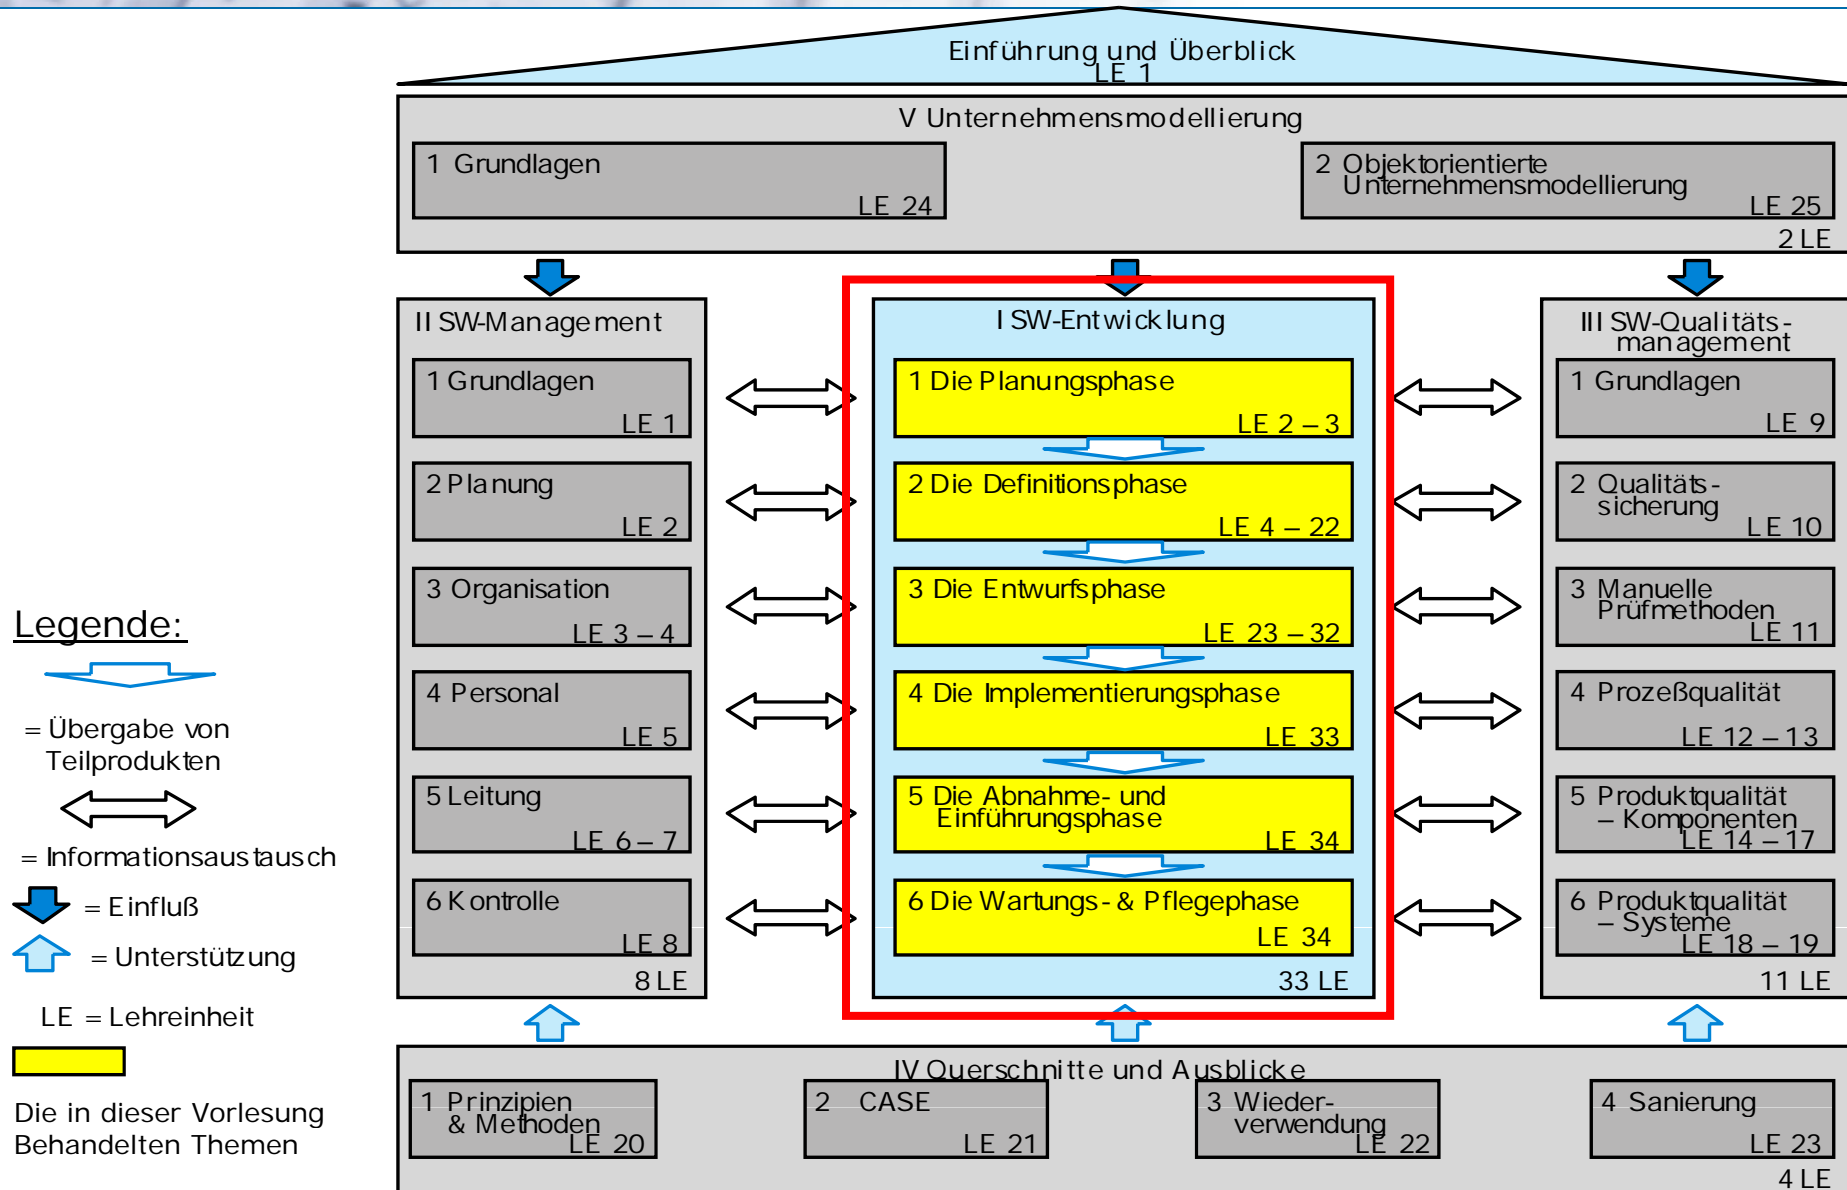 Einführung und Überblick
LE 1
V Unternehmensmodellierung
1 Grundlagen
LE 24
2 Objektorientierte
Unternehmensmodellierung
LE 25
2 LE
II SW-Management
1 Grundlagen
LE 1
2 Planung
LE 2
3 Organisation
LE 3 – 4
4 Personal
LE 5
5 Leitung
LE 6 – 7
6 Kontrolle
LE 8
8 LE
I SW-Entwicklung
1 Die Planungsphase
LE 2 – 3
2 Die Definitionsphase
LE 4 – 22
3 Die Entwurfsphase
LE 23 – 32
4 Die Implementierungsphase
LE 33
5 Die Abnahme- und
Einführungsphase
LE 34
6 Die Wartungs- & Pflegephase
LE 34
33 LE
III SW-Qualitäts-
management
1 Grundlagen
LE 9
2 Qualitäts-
sicherung
LE 10
3 Manuelle
Prüfmethoden
LE 11
4 Prozeßqualität
LE 12 – 13
5 Produktqualität
– Komponenten
LE 14 – 17
6 Produktqualität
– Systeme
LE 18 – 19
11 LE
IV Querschnitte und Ausblicke
1 Prinzipien
& Methoden
LE 20
2 CASE
LE 21
3 Wieder-
verwendung
LE 22
4 Sanierung
LE 23
4 LE
Legende:
= Übergabe von
Teilprodukten
= Informationsaustausch
= Einfluß
= Unterstützung
LE = Lehreinheit
Die in dieser Vorlesung
Behandelten Themen